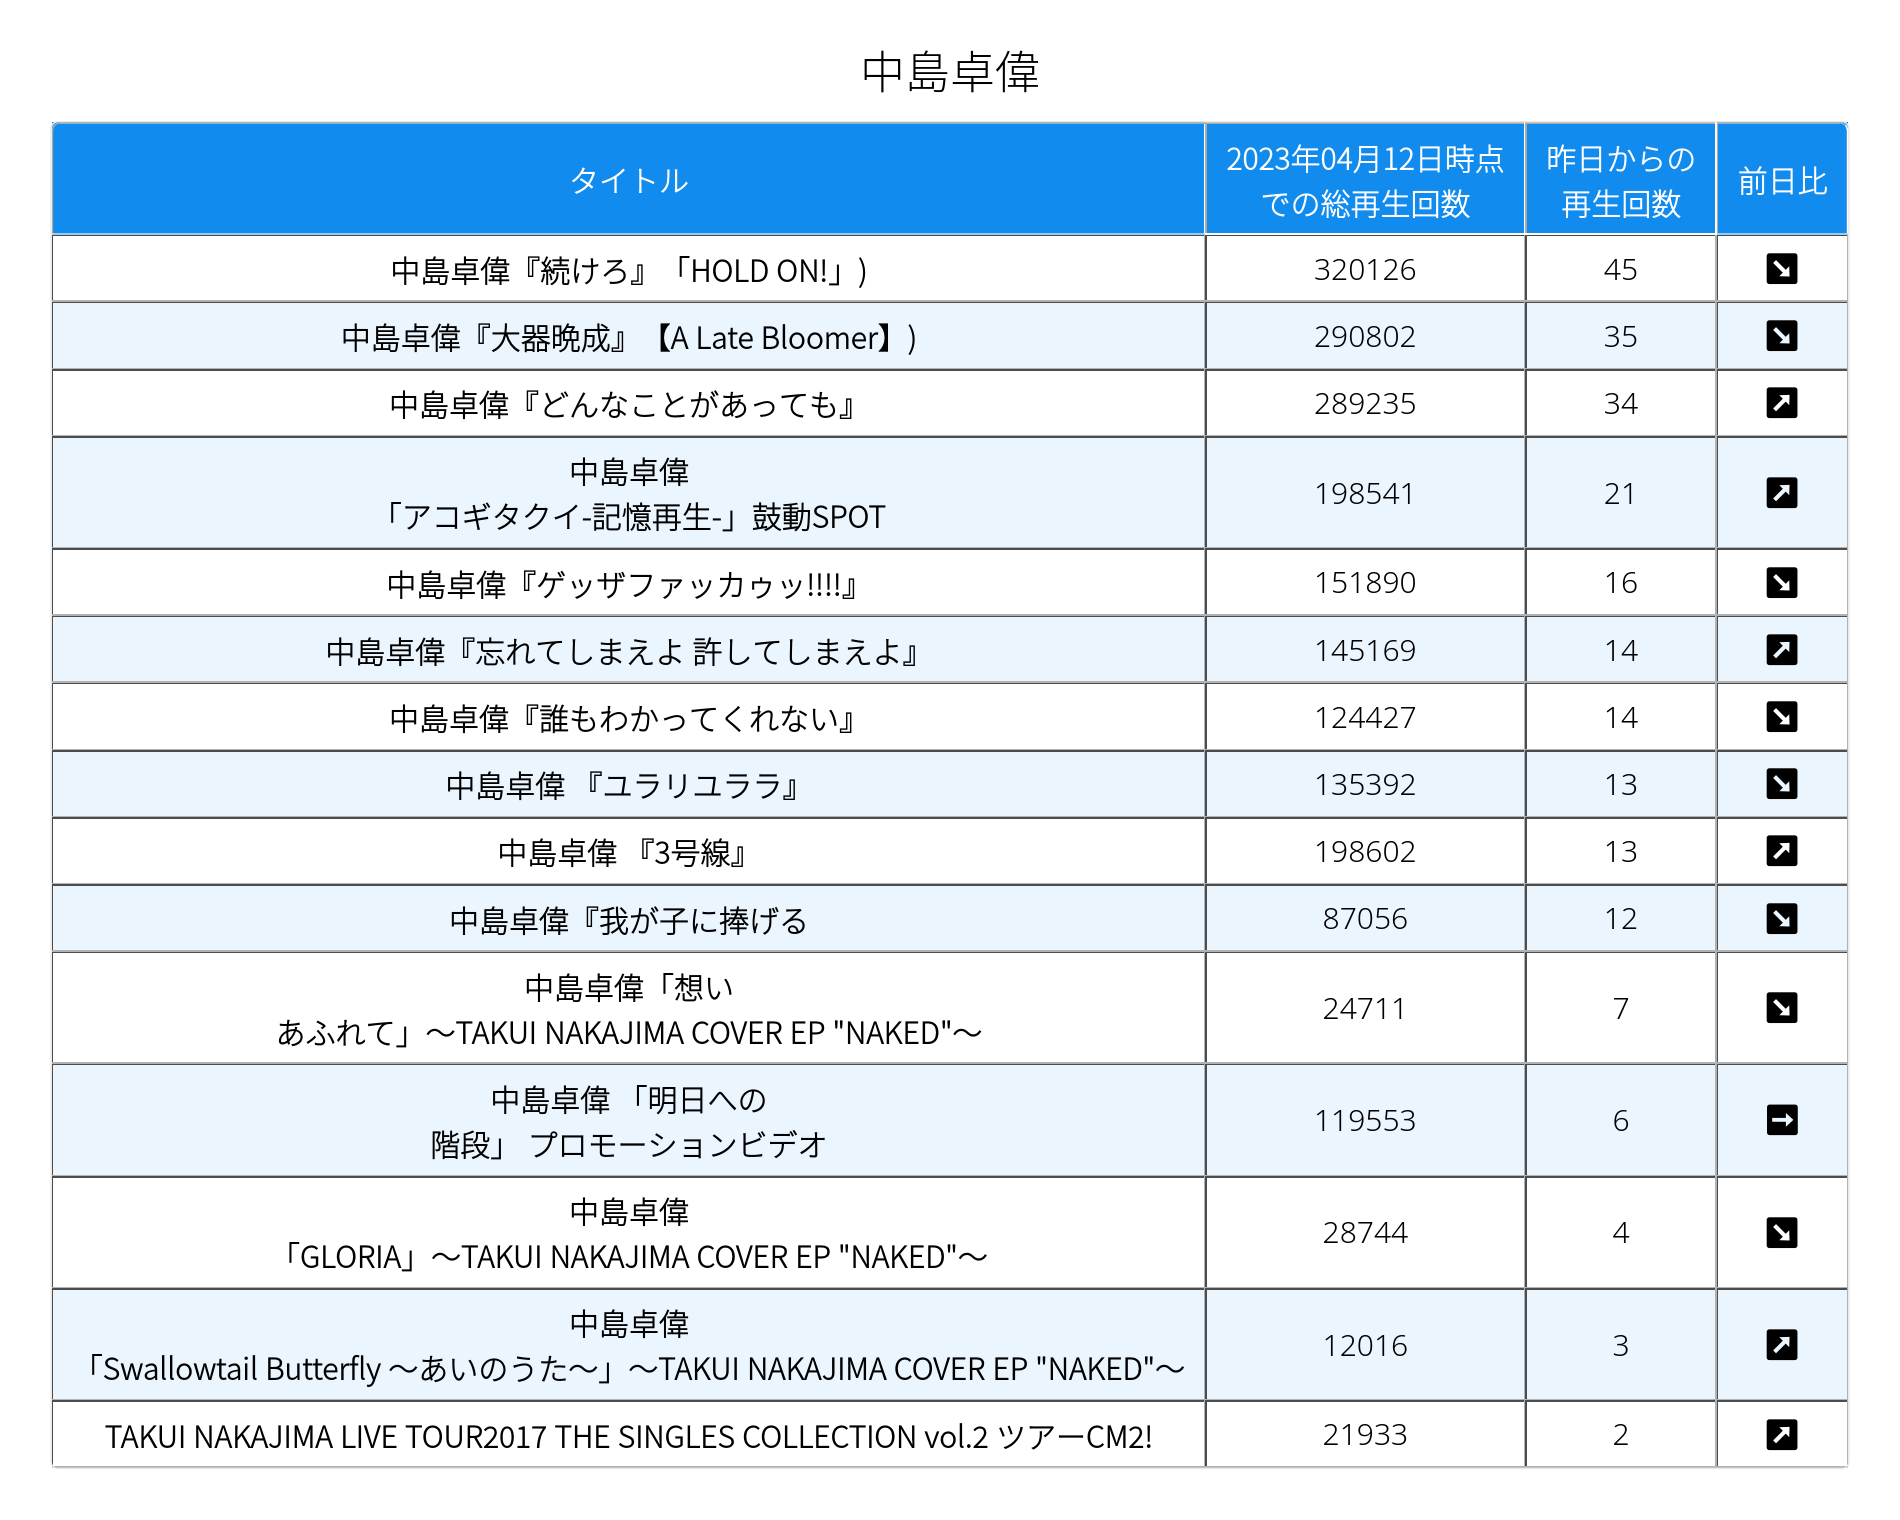 中島卓偉
タイトル
2023年04月12日時点
での総再生回数
昨日からの
再生回数
前日比
中島卓偉『続けろ』「HOLD ON!」) 320126 45 ↘
中島卓偉『大器晩成』【A Late Bloomer】) 290802 35 ↘
中島卓偉『どんなことがあっても』 289235 34 ↗
中島卓偉
「アコギタクイ-記憶再生-」鼓動SPOT 198541 21 ↗
中島卓偉『ゲッザファッカゥッ!!!!』 151890 16 ↘
中島卓偉『忘れてしまえよ 許してしまえよ』 145169 14 ↗
中島卓偉『誰もわかってくれない』 124427 14 ↘
中島卓偉 『ユラリユララ』 135392 13 ↘
中島卓偉 『3号線』 198602 13 ↗
中島卓偉『我が子に捧げる 87056 12 ↘
中島卓偉「想い
あふれて」〜TAKUI NAKAJIMA COVER EP "NAKED"〜 24711 7 ↘
中島卓偉 「明日への
階段」 プロモーションビデオ 119553 6 →
中島卓偉
「GLORIA」〜TAKUI NAKAJIMA COVER EP "NAKED"〜 28744 4 ↘
中島卓偉
「Swallowtail Butterfly 〜あいのうた〜」〜TAKUI NAKAJIMA COVER EP "NAKED"〜 12016 3 ↗
TAKUI NAKAJIMA LIVE TOUR2017 THE SINGLES COLLECTION vol.2 ツアーCM2! 21933 2 ↗